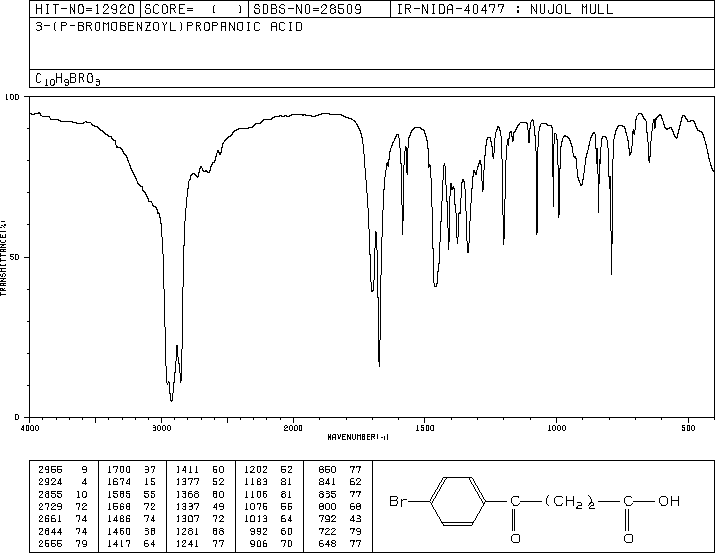 HIT-NO=12920 SCORE= ( ) SDBS-NO=28509 IR-NIDA-40477 : NUJOL MULL
3-(P-BROMOBENZOYL)PROPANOIC ACID
C10H9BRO3
100
50
0
TRANSMITTANCE(%)
4000 3000 2000 1500 1000 500
WAVENUMBER(-1)
2955 9 1700 37 1411 50 1202 52 860 77
2924 4 1674 15 1377 52 1183 81 841 62
2855 10 1585 55 1368 60 1106 81 835 77
2729 72 1568 72 1337 49 1076 55 800 68
2661 74 1486 74 1307 72 1013 64 792 43
2644 74 1460 38 1281 68 992 60 722 79
2555 79 1417 64 1241 77 906 70 648 77
Br C (CH2)2 C OH
O O